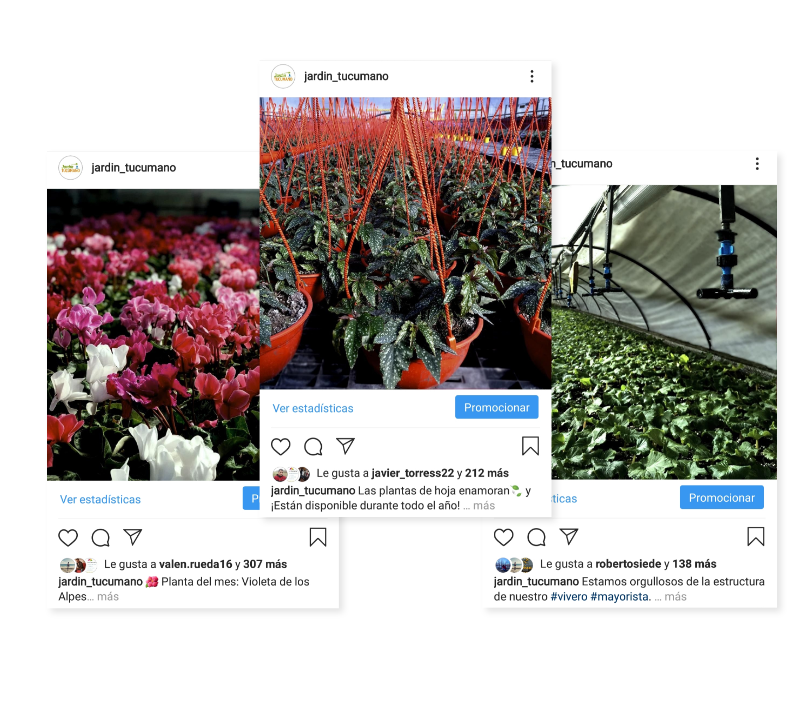 jardin_tucumano
Ver estadísticas
Le gusta a valen.rueda16 y 307 más
jardin_tucumano 🌺 Planta del mes: Violeta de los
Alpes... más
jardin_tucumano
Ver estadísticas
Promocionar
Le gusta a javier_torress22 y 212 más
jardin_tucumano Las plantas de hoja enamoran🍃 y
¡Están disponible durante todo el año! ... más
n_tucumano
ticas
Promocionar
Le gusta a robertosiede y 138 más
jardin_tucumano Estamos orgullosos de la estructura
de nuestro #vivero #mayorista. ... más